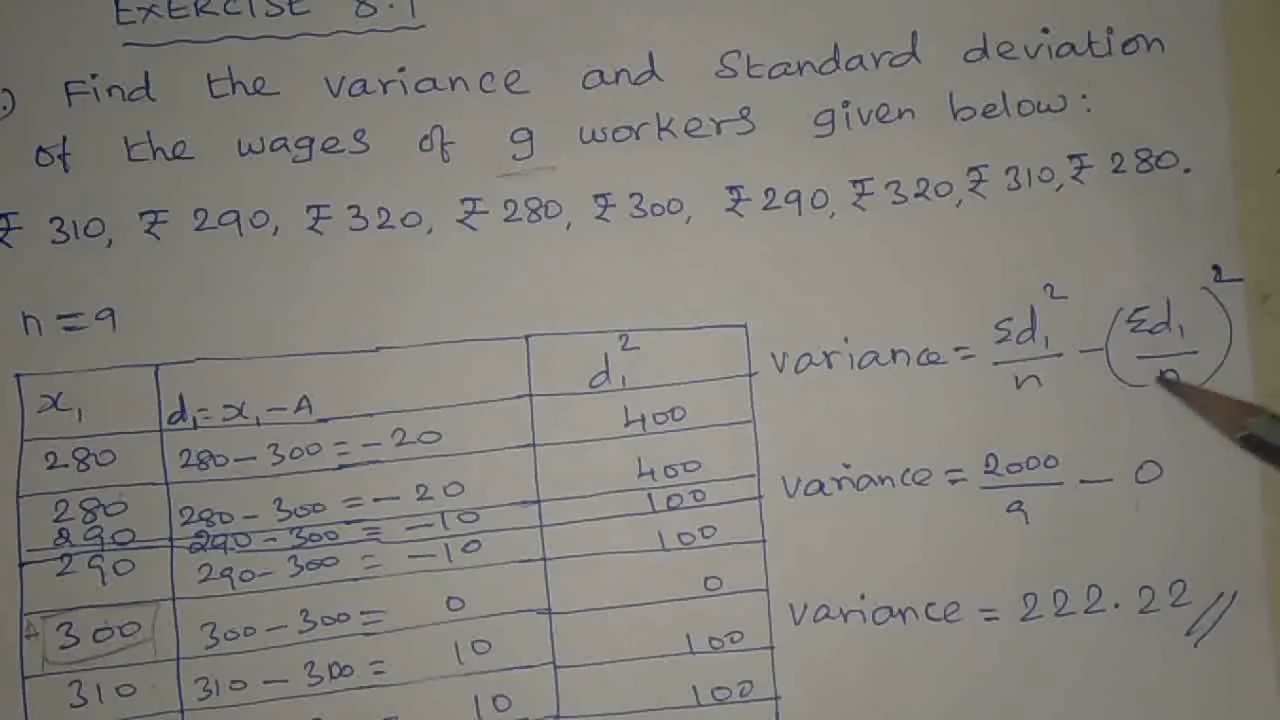 EXERCISE 8.1
.) Find the variance and Standard deviation
of the wages of 9 workers given below:
₹ 310, ₹ 290, ₹ 320, ₹ 280, ₹ 300, ₹ 290, ₹ 320, ₹ 310, ₹ 280.
n = 9
x₁ d₁ = x₁ - A d₁²
280 280 - 300 = - 20 400
280 280 - 300 = - 20 400
290 290 - 300 = - 10 100
290 290 - 300 = - 10 100
A 300 300 - 300 = 0 0
310 310 - 300 = 10 100
10 100
variance = Σd₁²/n - (Σd₁/n)²
variance = 2000/9 - 0
variance = 222.22 //